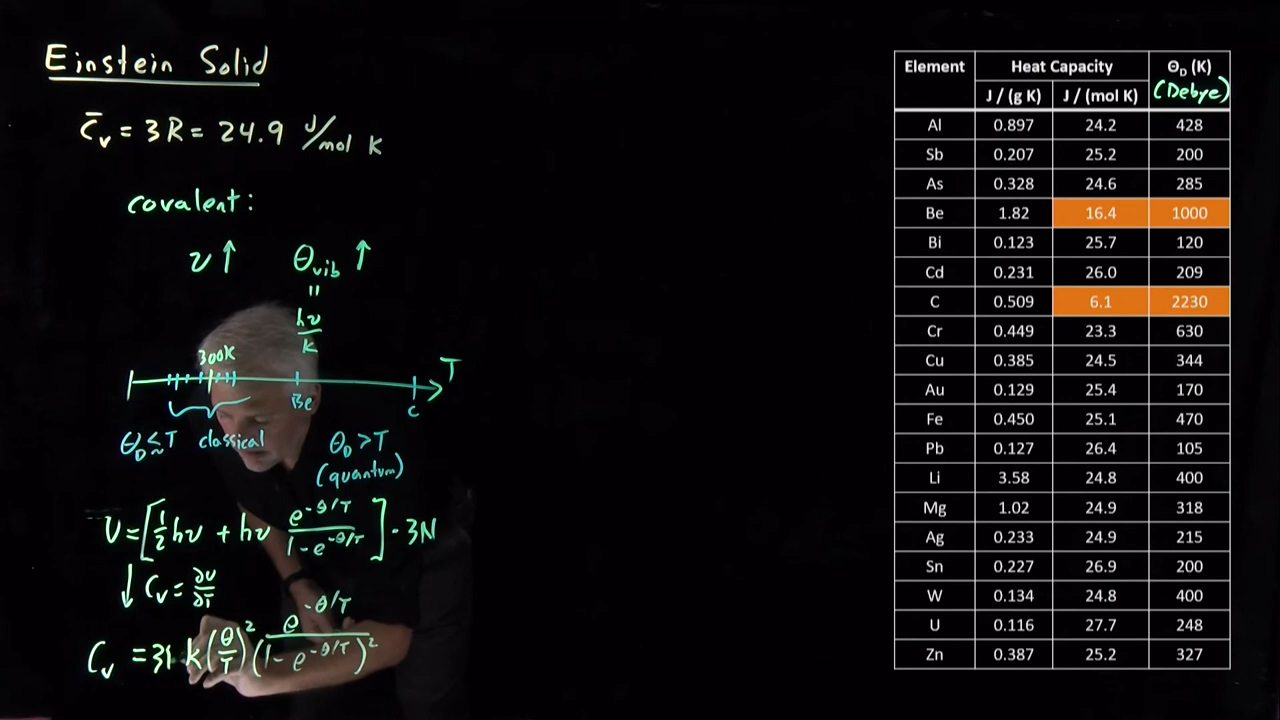 Einstein Solid
C̄ᵥ = 3R = 24.9 J/mol K
covalent:
ν↑ Θvib ↑
=
hν/k
300K
T
Be
C
Θ_D ≲ T classical Θ_D > T
(quantum)
U = [½hν + hν e^(-Θ/T) / (1 - e^(-Θ/T))] · 3N
↓ Cᵥ = ∂U/∂T
Cᵥ = 3 k(Θ/T)² e^(-Θ/T) / (1 - e^(-Θ/T))²
Element Heat Capacity Θ_D (K)
J / (g K) J / (mol K) (Debye)
Al 0.897 24.2 428
Sb 0.207 25.2 200
As 0.328 24.6 285
Be 1.82 16.4 1000
Bi 0.123 25.7 120
Cd 0.231 26.0 209
C 0.509 6.1 2230
Cr 0.449 23.3 630
Cu 0.385 24.5 344
Au 0.129 25.4 170
Fe 0.450 25.1 470
Pb 0.127 26.4 105
Li 3.58 24.8 400
Mg 1.02 24.9 318
Ag 0.233 24.9 215
Sn 0.227 26.9 200
W 0.134 24.8 400
U 0.116 27.7 248
Zn 0.387 25.2 327